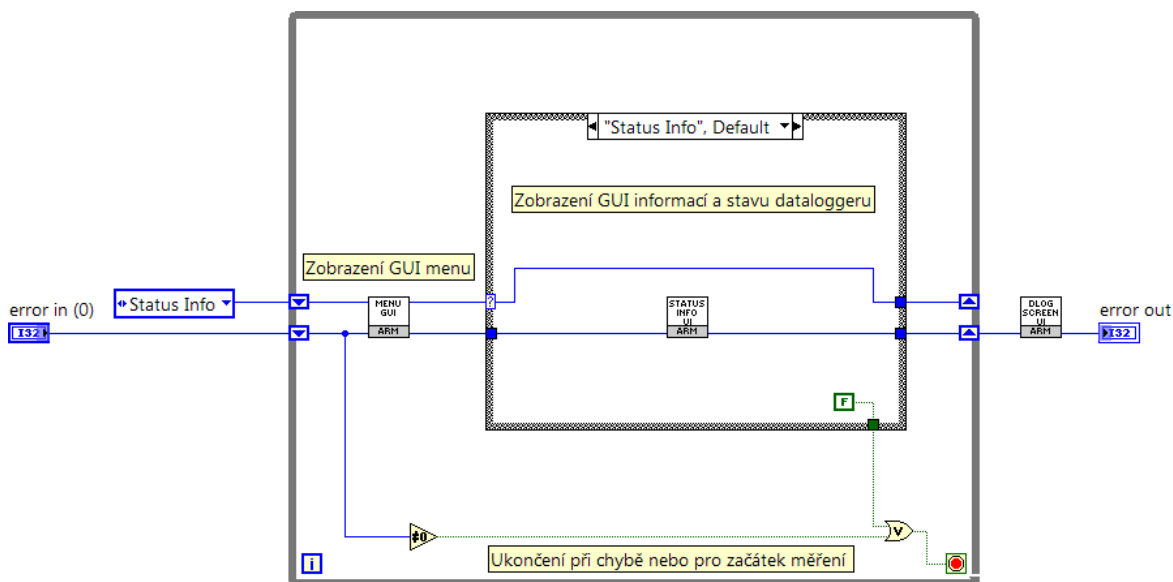 "Status Info", Default
Zobrazení GUI informací a stavu dataloggeru
Zobrazení GUI menu
error in (0)
Status Info
I32
MENU
GUI
ARM
?
STATUS
INFO
UI
ARM
DLOG
SCREEN
UI
ARM
error out
I32
F
≠0
V
Ukončení při chybě nebo pro začátek měření
i